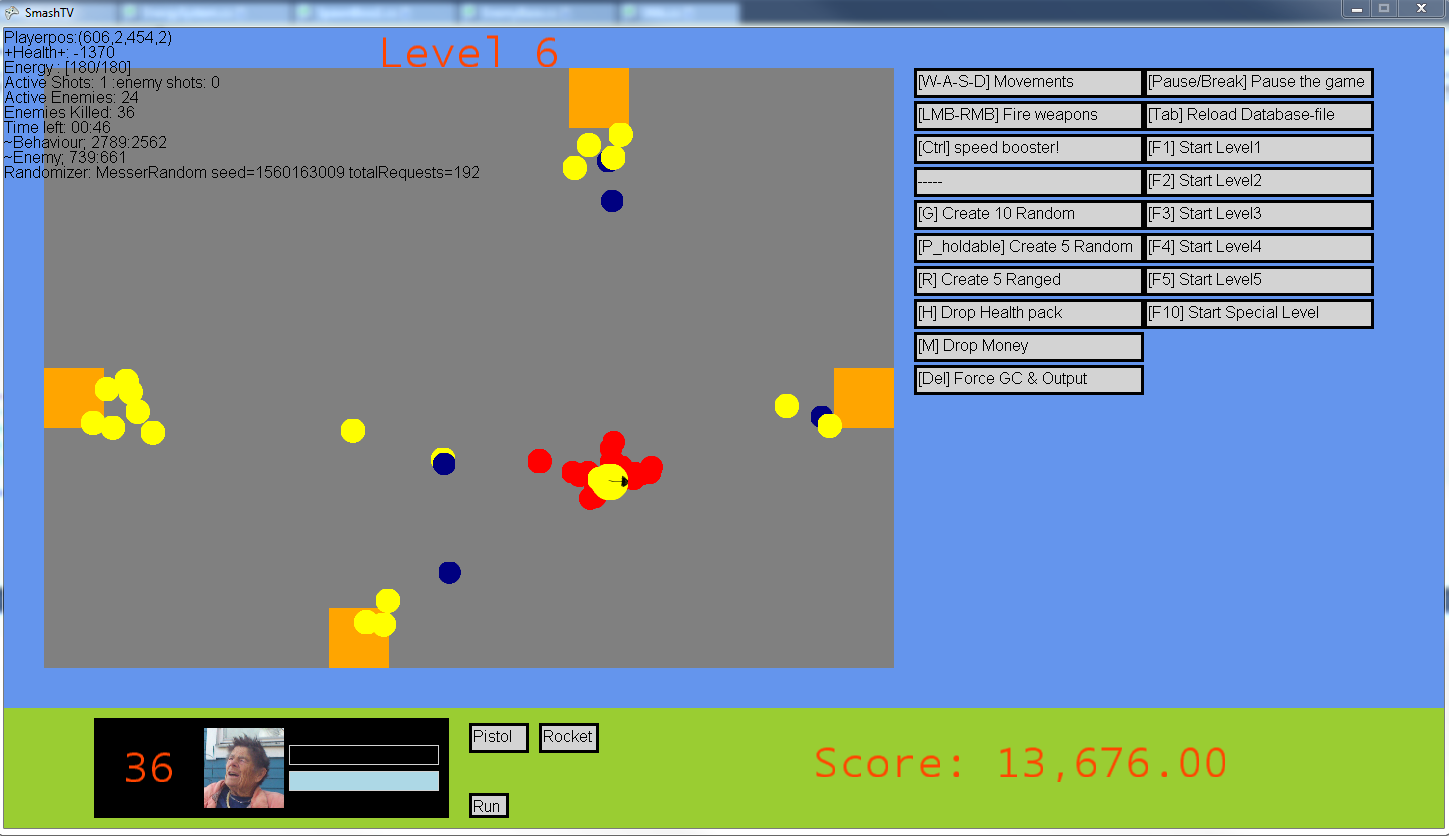 SmashTV
Playerpos:(606,2,454,2)
+Health+: -1370
Energy : [180/180]
Active Shots: 1 :enemy shots: 0
Active Enemies: 24
Enemies Killed: 36
Time left: 00:46
~Behaviour; 2789:2562
~Enemy; 739:661
Randomizer: MesserRandom seed=1560163009 totalRequests=192
Level 6
[W-A-S-D] Movements
[LMB-RMB] Fire weapons
[Ctrl] speed booster!
-----
[G] Create 10 Random
[P_holdable] Create 5 Random
[R] Create 5 Ranged
[H] Drop Health pack
[M] Drop Money
[Del] Force GC & Output
[Pause/Break] Pause the game
[Tab] Reload Database-file
[F1] Start Level1
[F2] Start Level2
[F3] Start Level3
[F4] Start Level4
[F5] Start Level5
[F10] Start Special Level
36
Pistol
Rocket
Run
Score: 13,676.00